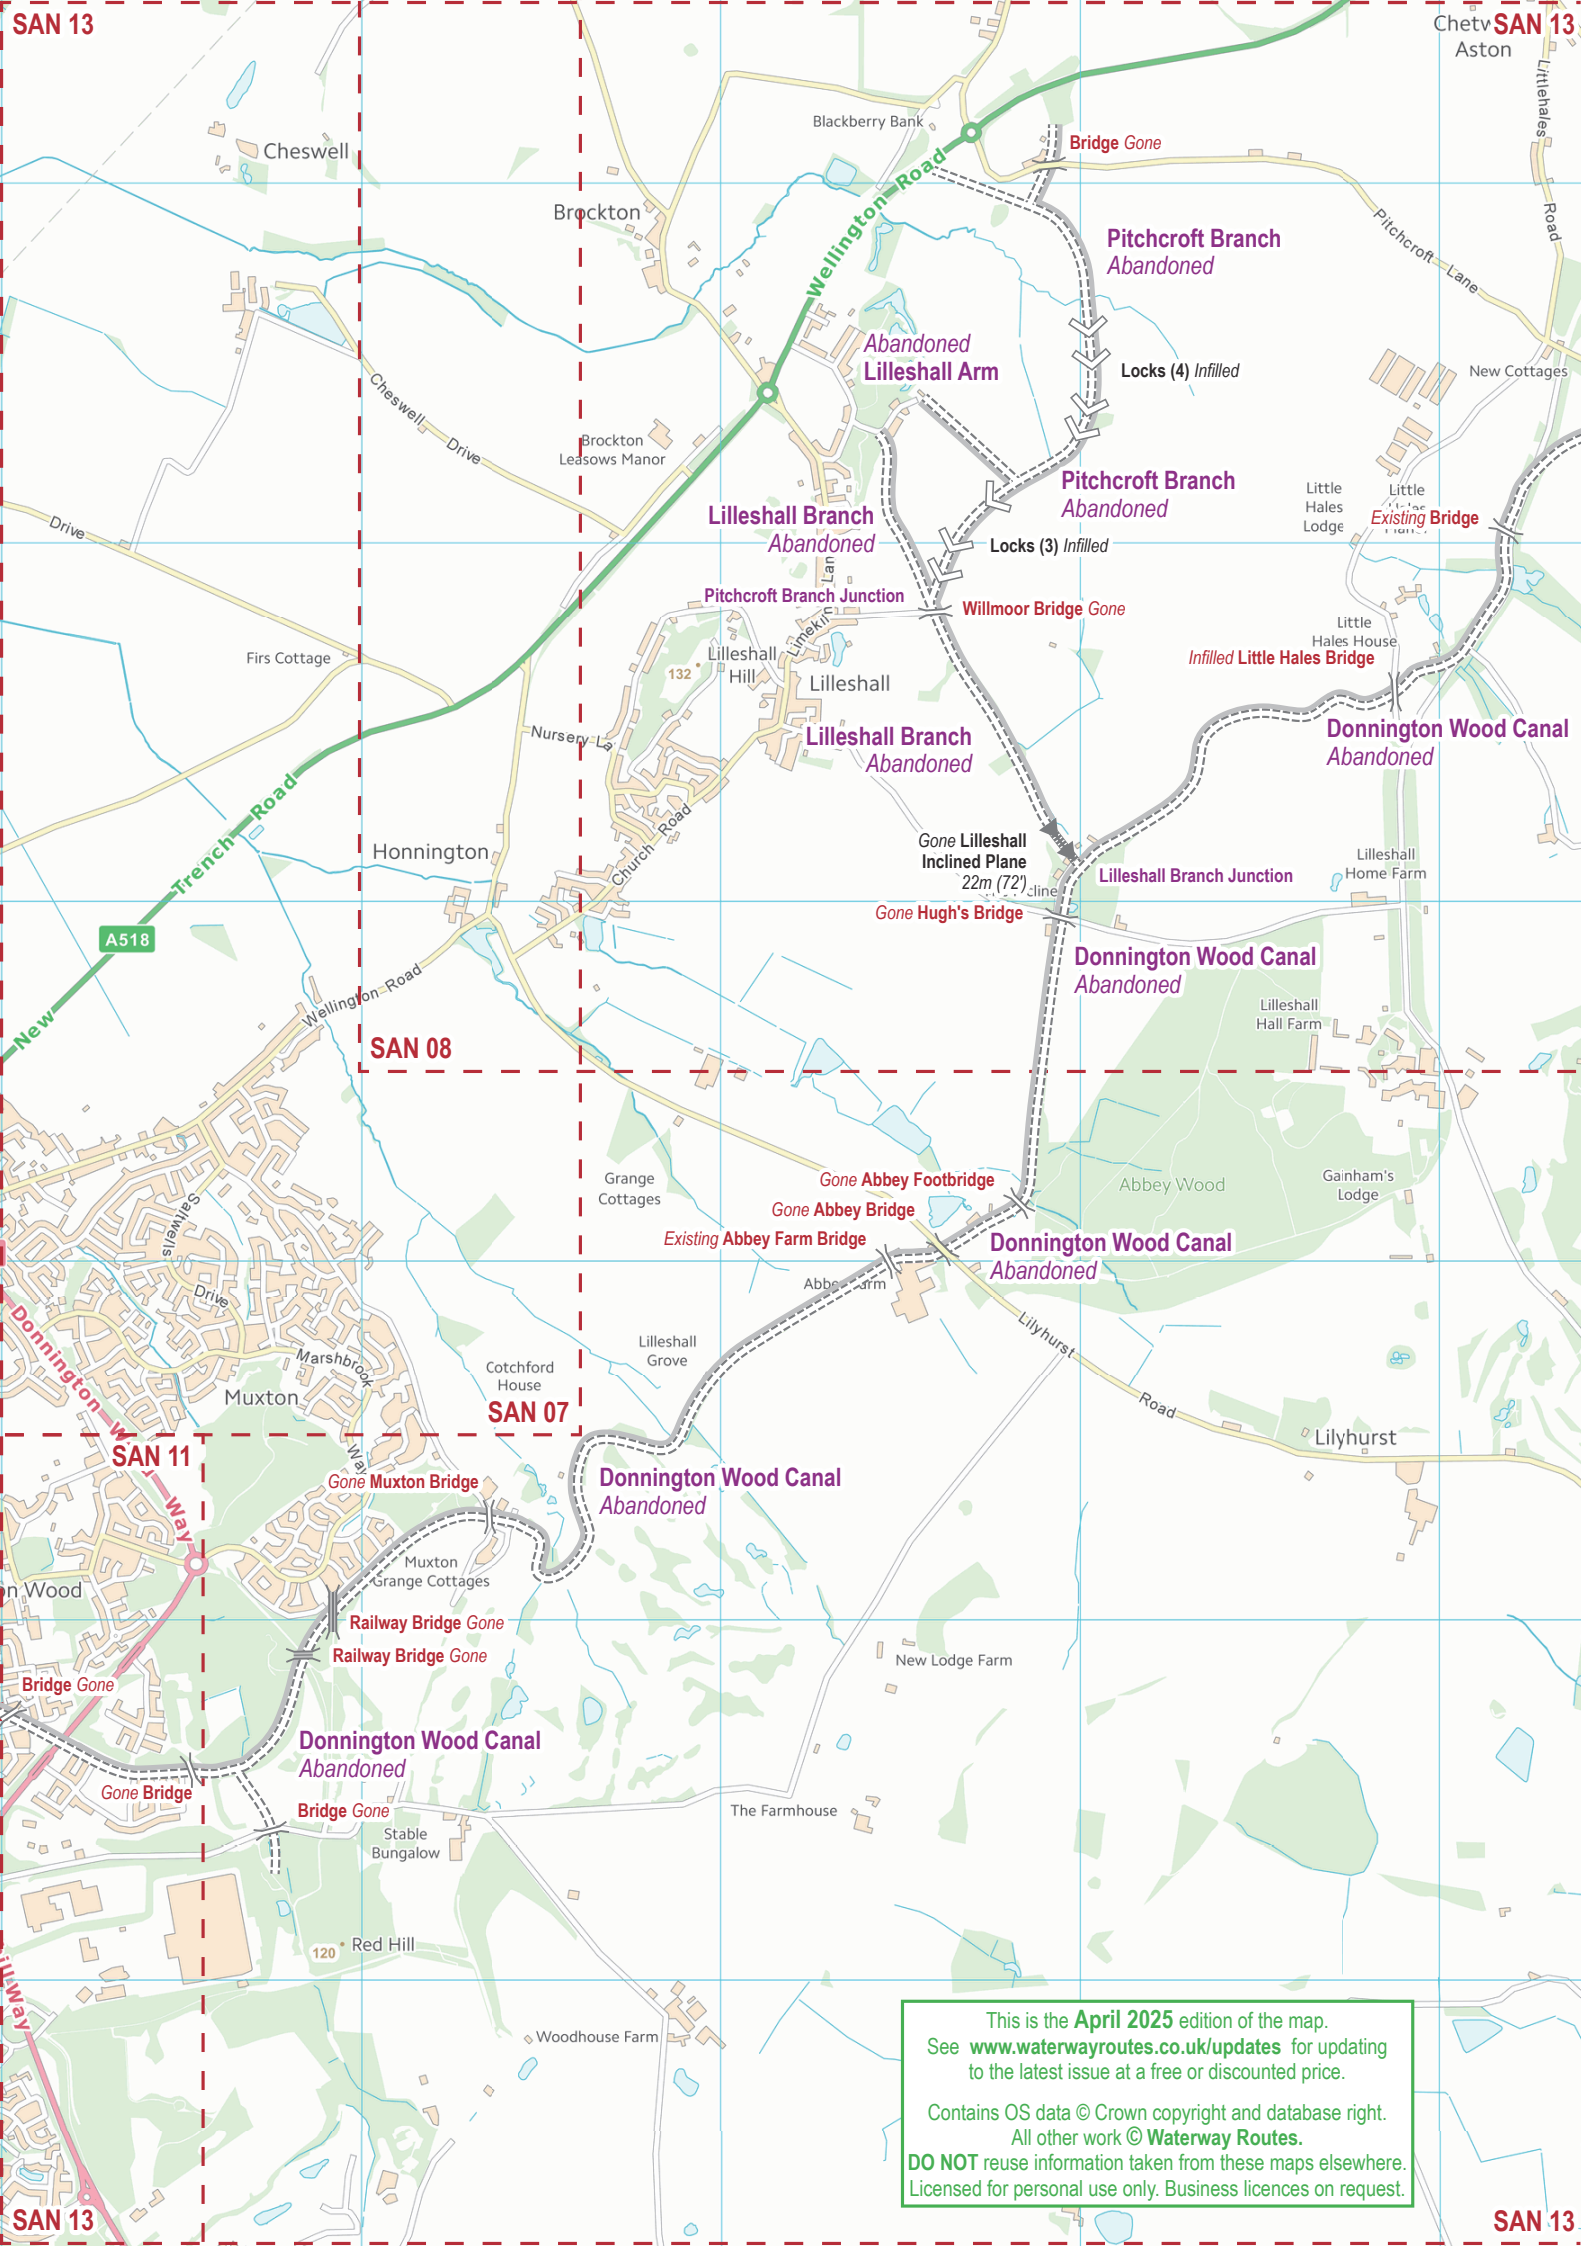 SAN 13
SAN 13
Aston
Littlehales
Road
Blackberry Bank
Cheswell
Bridge Gone
Wellington Road
Brockton
Pitchcroft Branch
Abandoned
Pitchcroft Lane
Abandoned
Lilleshall Arm
Locks (4) Infilled
New Cottages
Cheswell Drive
Brockton
Leasows Manor
Pitchcroft Branch
Abandoned
Little
Hales
Lodge
Little
Existing Bridge
Lilleshall Branch
Abandoned
Drive
Locks (3) Infilled
Pitchcroft Branch Junction
Limekiln Lan
Willmoor Bridge Gone
Little
Hales House
Firs Cottage
Lilleshall
Hill
132
Lilleshall
Infilled Little Hales Bridge
Nursery La
Lilleshall Branch
Abandoned
Donnington Wood Canal
Abandoned
New Trench Road
Honnington
Church Road
Gone Lilleshall
Inclined Plane
22m (72')
Lilleshall Branch Junction
Lilleshall
Home Farm
Gone Hugh's Bridge
A518
Donnington Wood Canal
Abandoned
Wellington Road
Lilleshall
Hall Farm
SAN 08
Grange
Cottages
Gone Abbey Footbridge
Gone Abbey Bridge
Existing Abbey Farm Bridge
Abbey Wood
Gainham's
Lodge
Saltwells
Drive
Donnington Wood Canal
Abandoned
Donnington
Way
Marshbrook
Way
Muxton
Lilleshall
Grove
Cotchford
House
Lilyhurst
Road
SAN 07
Lilyhurst
SAN 11
Gone Muxton Bridge
Donnington Wood Canal
Abandoned
Muxton
Grange Cottages
Wood
Railway Bridge Gone
Railway Bridge Gone
New Lodge Farm
Bridge Gone
Donnington Wood Canal
Abandoned
Gone Bridge
Bridge Gone
The Farmhouse
Stable
Bungalow
120
Red Hill
Way
Woodhouse Farm
This is the April 2025 edition of the map.
See www.waterwayroutes.co.uk/updates for updating
to the latest issue at a free or discounted price.
Contains OS data © Crown copyright and database right.
All other work © Waterway Routes.
DO NOT reuse information taken from these maps elsewhere.
Licensed for personal use only. Business licences on request.
SAN 13
SAN 13